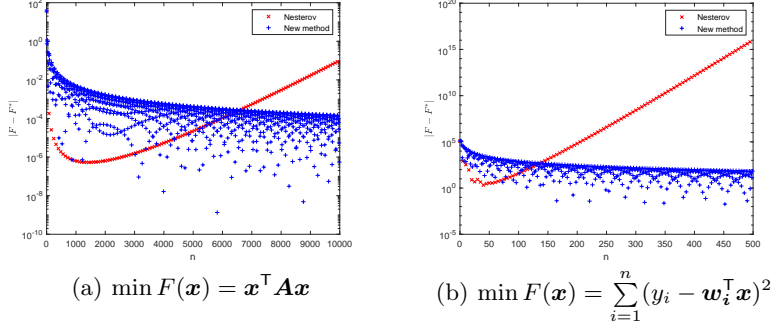 10^2
10^0
10^-2
10^-4
10^-6
10^-8
10^-10
|F − F*|
0 1000 2000 3000 4000 5000 6000 7000 8000 9000 10000
n
Nesterov
New method
(a) min F(x) = x^T Ax
10^20
10^15
10^10
10^5
10^0
10^-5
|F − F*|
0 50 100 150 200 250 300 350 400 450 500
n
Nesterov
New method
(b) min F(x) = ∑_{i=1}^{n} (y_i − w_i^T x)^2